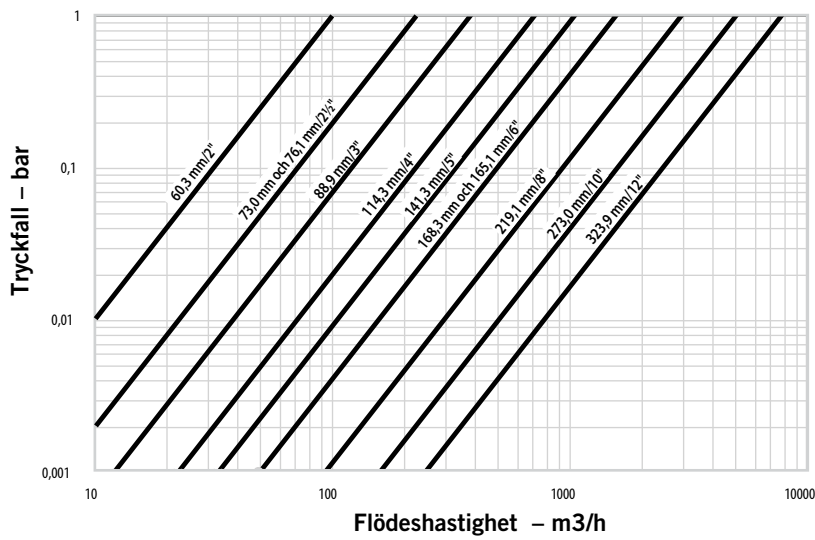 1
0,1
0,01
0,001
Tryckfall – bar
60,3 mm/2"
73,0 mm och 76,1 mm/2½"
88,9 mm/3"
114,3 mm/4"
141,3 mm/5"
168,3 mm och 165,1 mm/6"
219,1 mm/8"
273,0 mm/10"
323,9 mm/12"
10
100
1000
10000
Flödeshastighet – m3/h